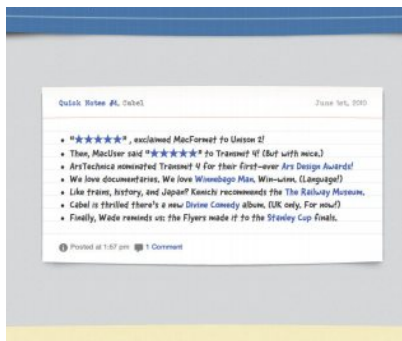 Quick Notes At. Cabel
June 1st, 2010
"★★★★★", exclaimed MacFormat to Unison 2!
Then, MacUser said "★★★★★" to Transmit 4! (But with mice.)
ArsTechnica nominated Transmit 4 for their first-ever Ars Design Awards!
We love documentaries. We love Winnebago Man. Win-winn. (Language!)
Like trains, history, and Japan? Kenichi recommends the The Railway Museum.
Cabel is thrilled there's a new Divine Comedy album. (UK only. For now!)
Finally, Wade reminds us: the Flyers made it to the Stanley Cup finals.
Posted at 1:57 pm 1 Comment